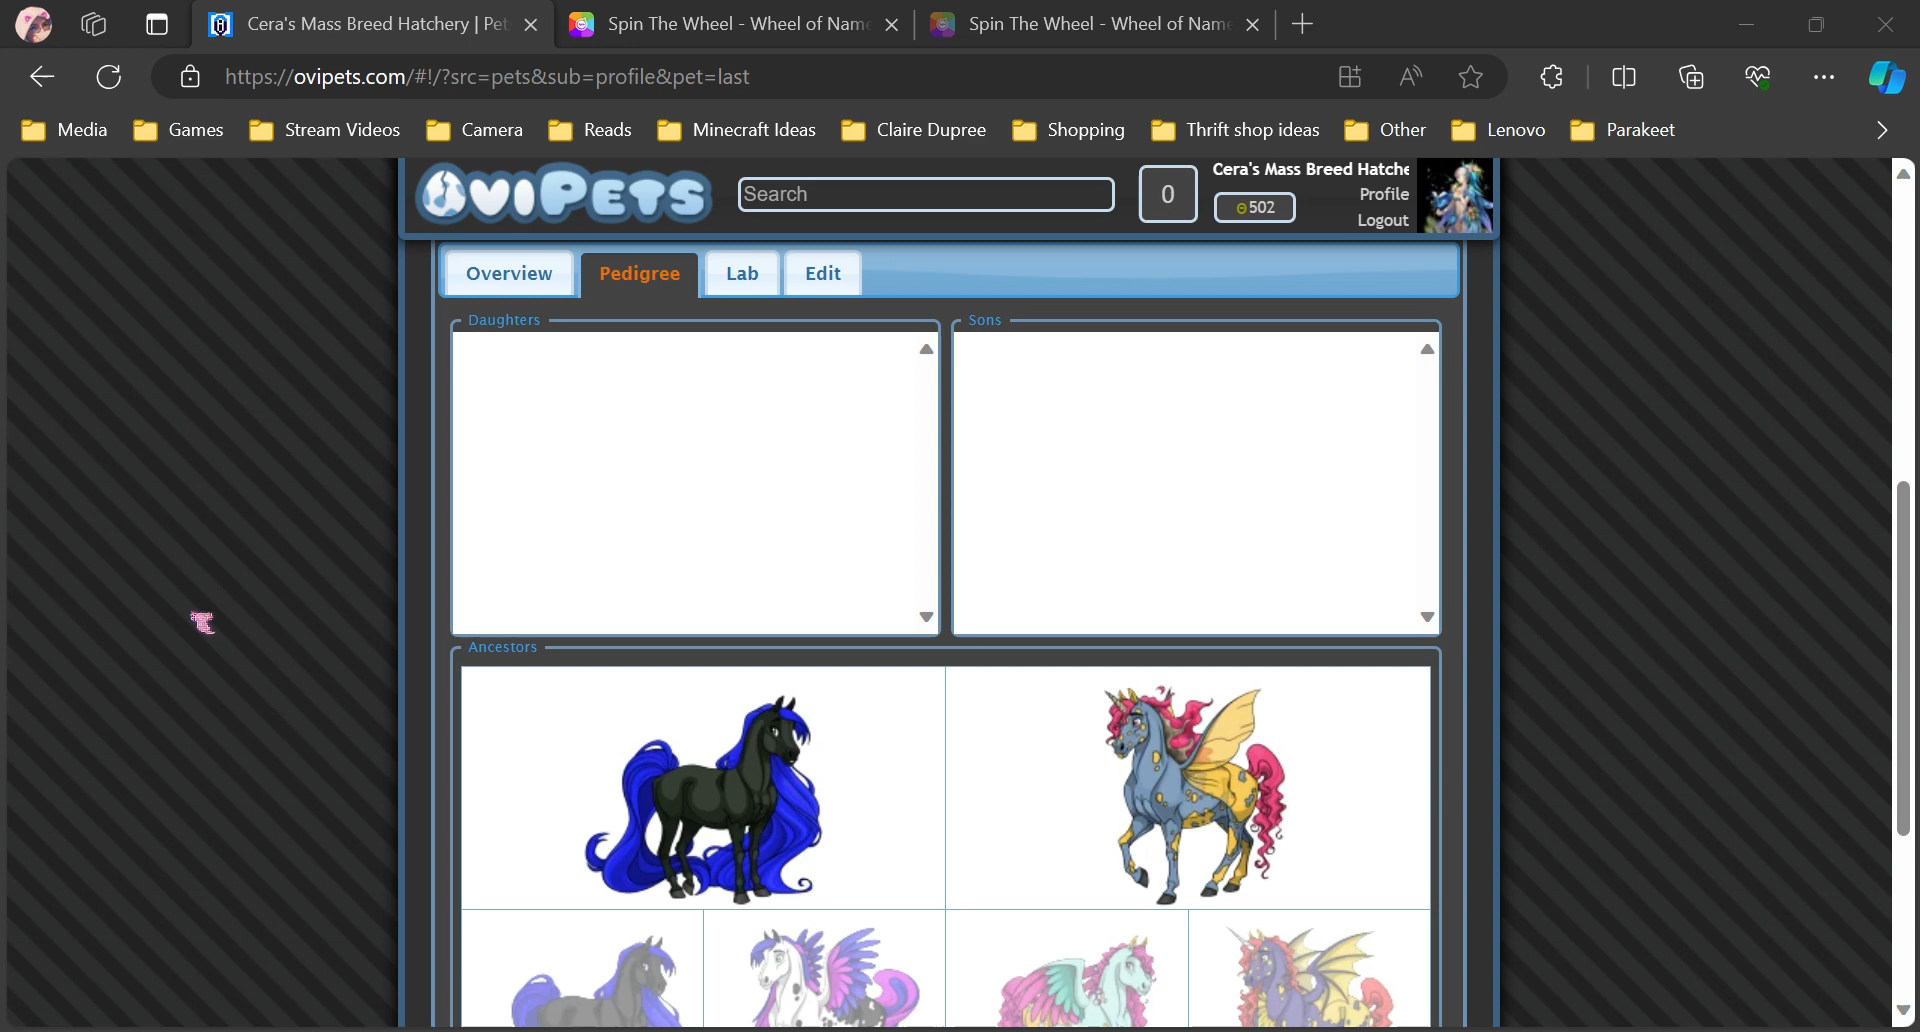 Cera's Mass Breed Hatchery | Pet
Spin The Wheel - Wheel of Name
Spin The Wheel - Wheel of Name
https://ovipets.com/#!/?src=pets&sub=profile&pet=last
Media
Games
Stream Videos
Camera
Reads
Minecraft Ideas
Claire Dupree
Shopping
Thrift shop ideas
Other
Lenovo
Parakeet
OviPets
Search
0
Cera's Mass Breed Hatche
502
Profile
Logout
Overview
Pedigree
Lab
Edit
Daughters
Sons
Ancestors